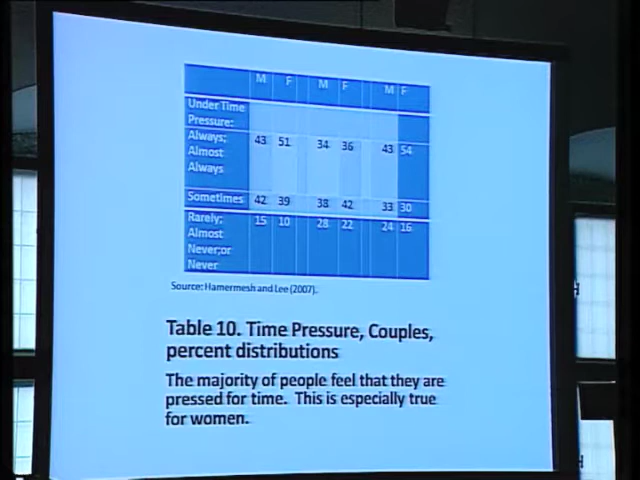 M F M F M F
Under Time
Pressure:
Always;
Almost
Always
43 51 34 36 43 54
Sometimes 42 39 38 42 33 30
Rarely; 15 10 28 22 24 16
Almost
Never;or
Never
Source: Hamermesh and Lee (2007).
Table 10. Time Pressure, Couples,
percent distributions
The majority of people feel that they are
pressed for time. This is especially true
for women.